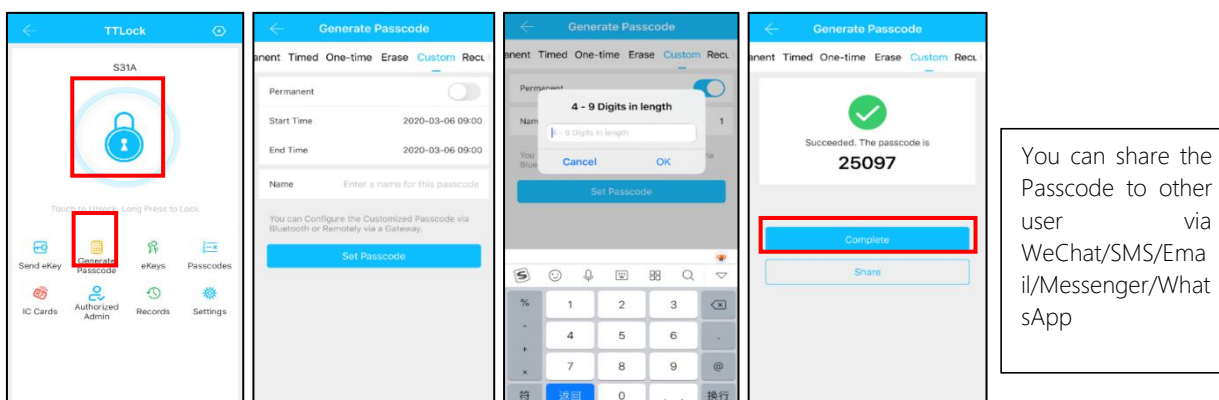 TTLock
S31A
Touch to Unlock, Long Press to Lock
Send eKey
Generate Passcode
eKeys
Passcodes
IC Cards
Authorized Admin
Records
Settings
Generate Passcode
anent Timed One-time Erase Custom Recu
Permanent
Start Time 2020-03-06 09:00
End Time 2020-03-06 09:00
Name Enter a name for this passcode
You can Configure the Customized Passcode via
Bluetooth or Remotely via a Gateway.
Set Passcode
Generate Passcode
anent Timed One-time Erase Custom Recu
Permanent
Nam 1
4 - 9 Digits in length
4 - 9 Digits in length
You
Blue
Cancel OK
Set Passcode
% 1 2 3
- 4 5 6 .
+
× 7 8 9 @
符 返回 0 换行
Generate Passcode
anent Timed One-time Erase Custom Recu
Succeeded. The passcode is
25097
Complete
Share
You can share the
Passcode to other
user via
WeChat/SMS/Ema
il/Messenger/What
sApp